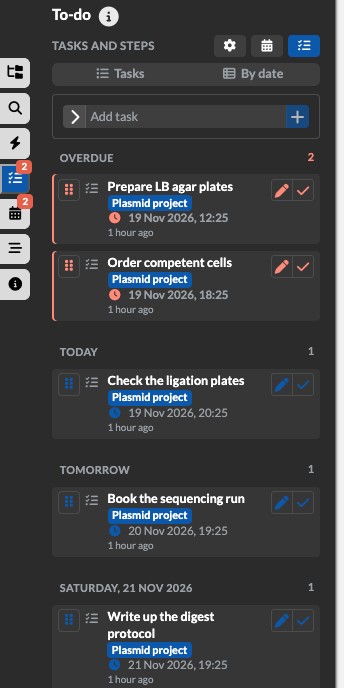 To-do
TASKS AND STEPS
Tasks
By date
Add task
2
2
OVERDUE 2
Prepare LB agar plates
Plasmid project
19 Nov 2026, 12:25
1 hour ago
Order competent cells
Plasmid project
19 Nov 2026, 18:25
1 hour ago
TODAY 1
Check the ligation plates
Plasmid project
19 Nov 2026, 20:25
1 hour ago
TOMORROW 1
Book the sequencing run
Plasmid project
20 Nov 2026, 19:25
1 hour ago
SATURDAY, 21 NOV 2026 1
Write up the digest
protocol
Plasmid project
21 Nov 2026, 19:25
1 hour ago